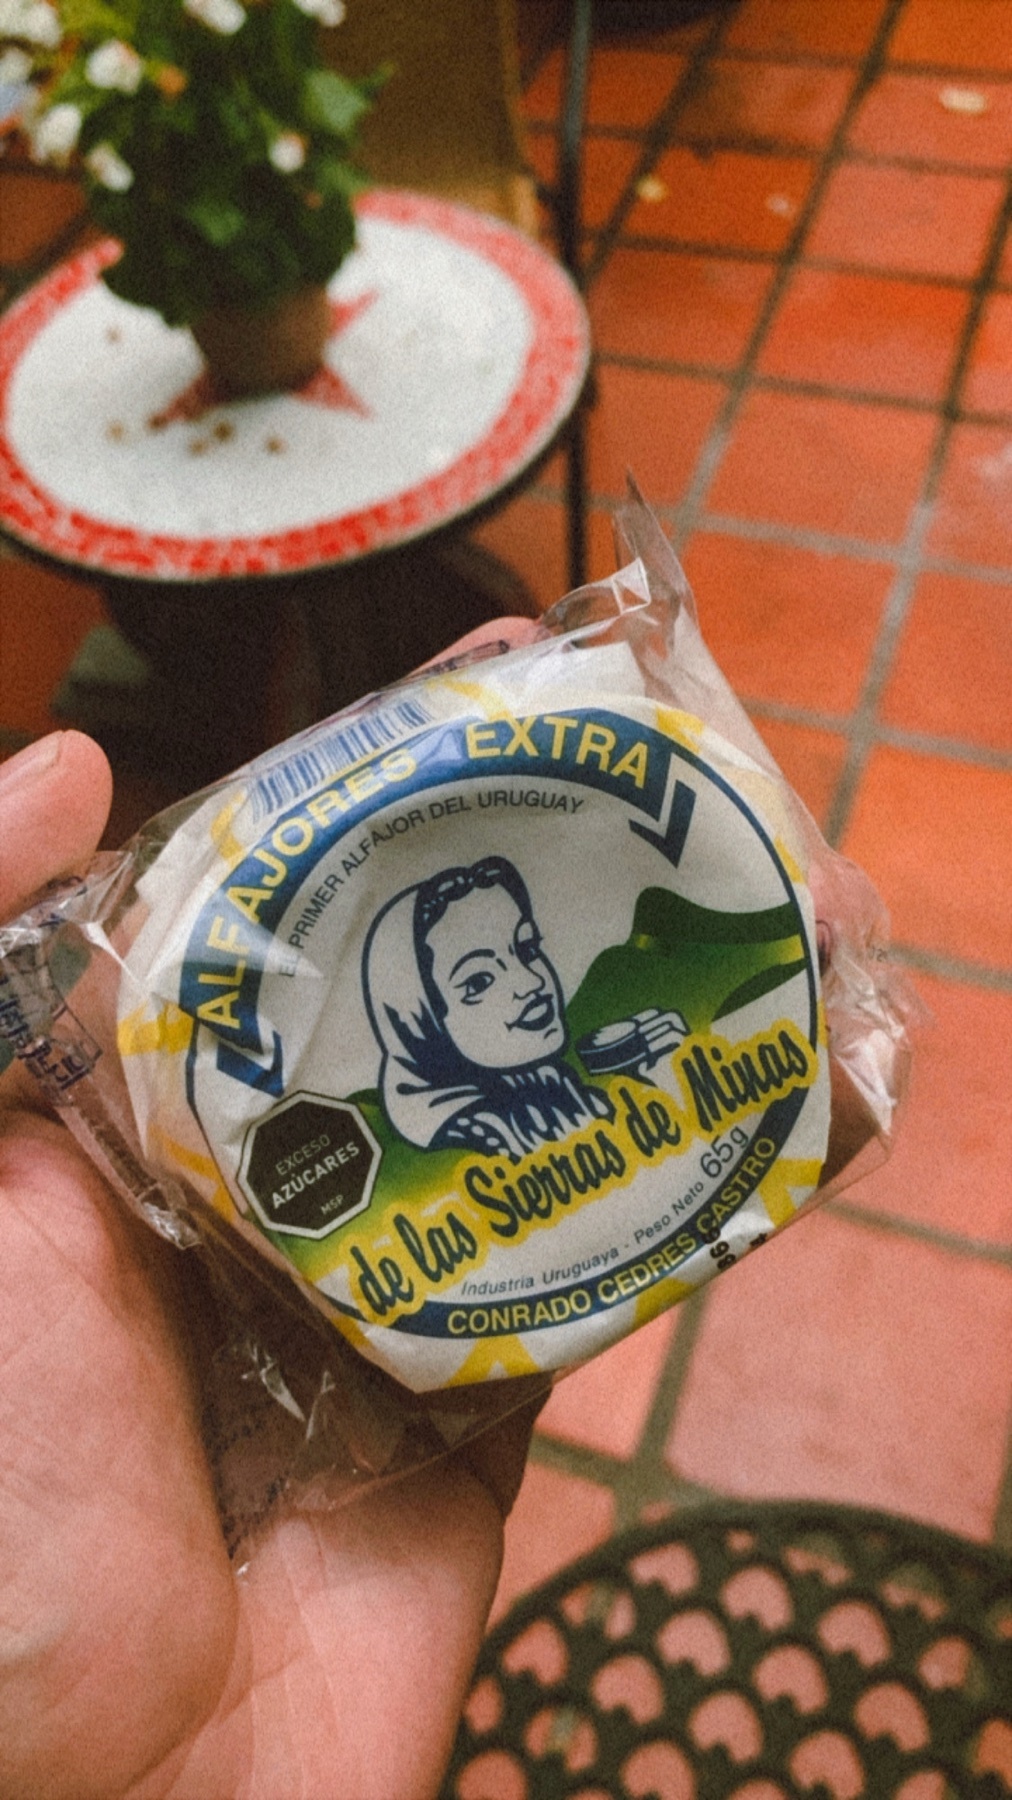 ALFAJORES EXTRA
EL PRIMER ALFAJOR DEL URUGUAY
EXCESO
AZÚCARES
MSP
de las Sierras de Minas
Industria Uruguaya - Peso Neto 65g
CONRADO CEDRES CASTRO